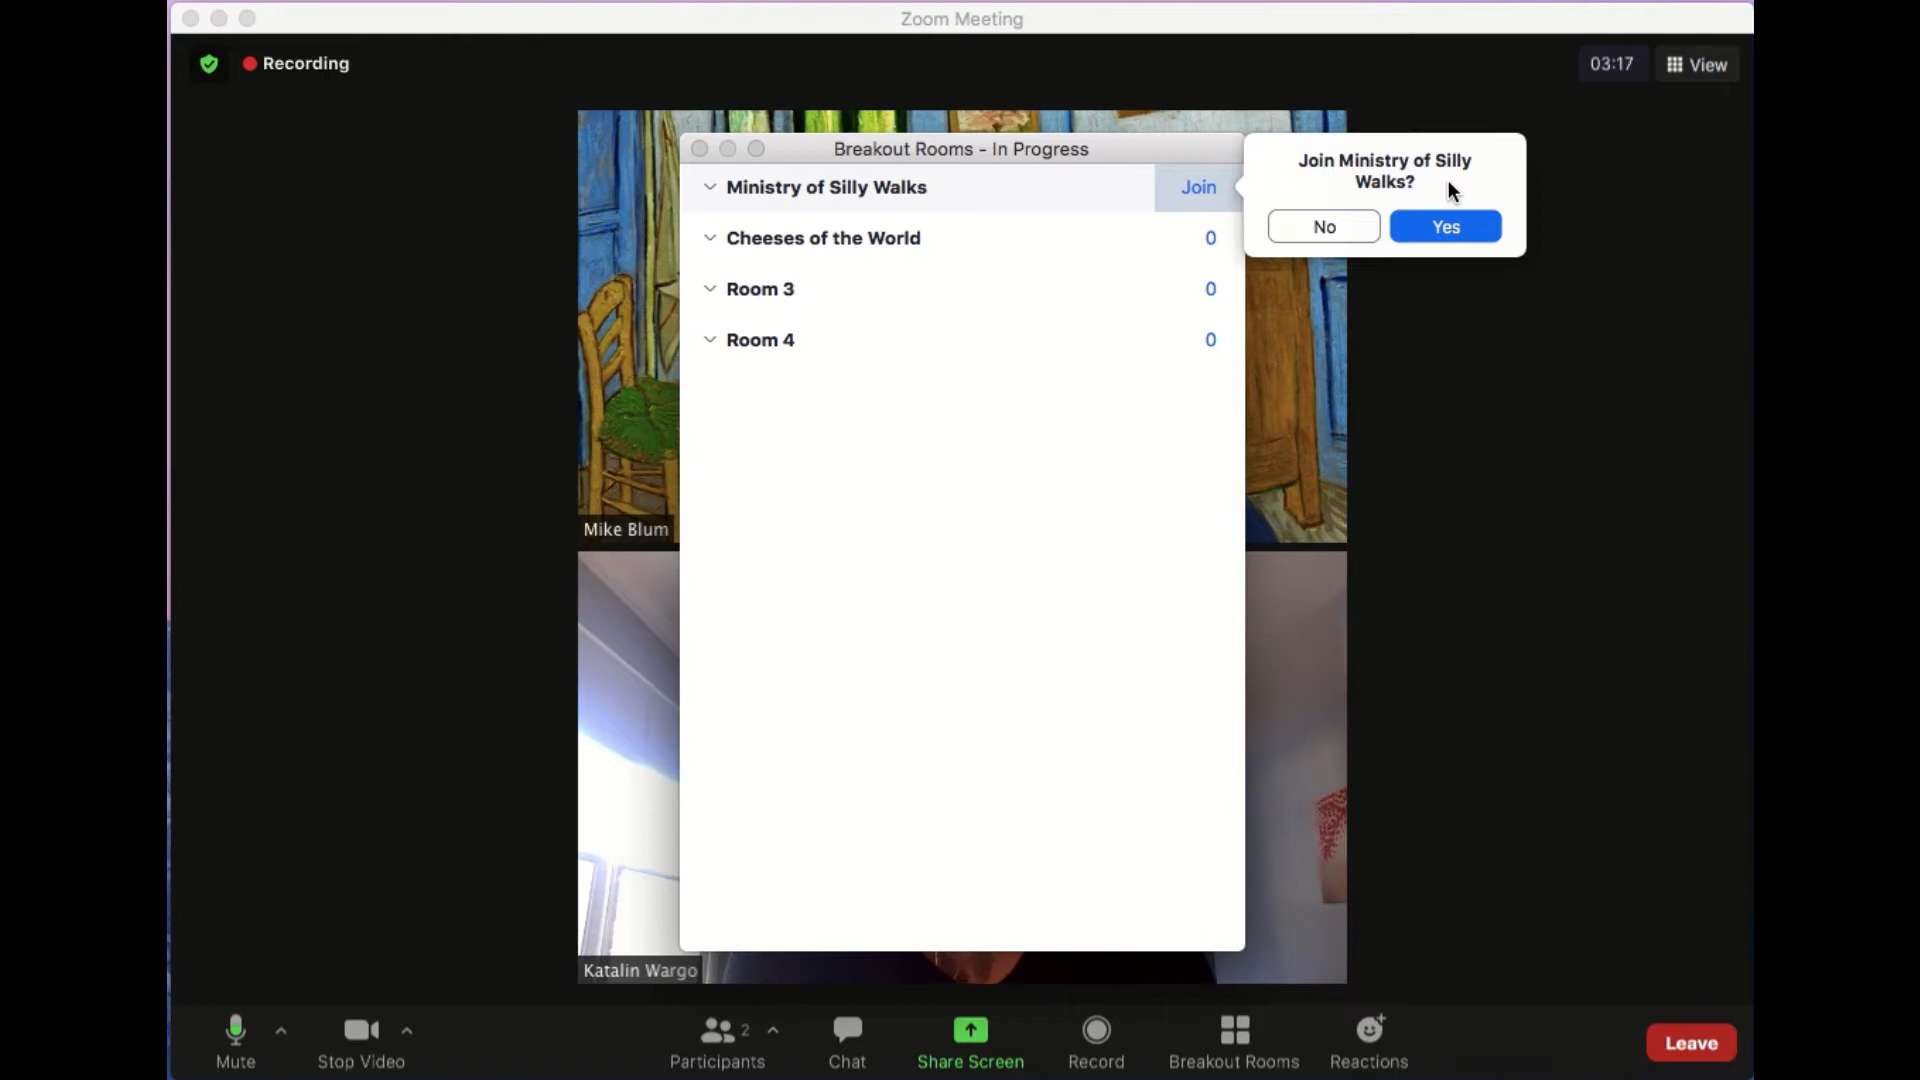 Zoom Meeting
Recording
03:17
View
Breakout Rooms - In Progress
Ministry of Silly Walks
Join
Join Ministry of Silly
Walks?
No
Yes
Cheeses of the World
0
Room 3
0
Room 4
0
Mike Blum
Katalin Wargo
2
Mute
Stop Video
Participants
Chat
Share Screen
Record
Breakout Rooms
Reactions
Leave